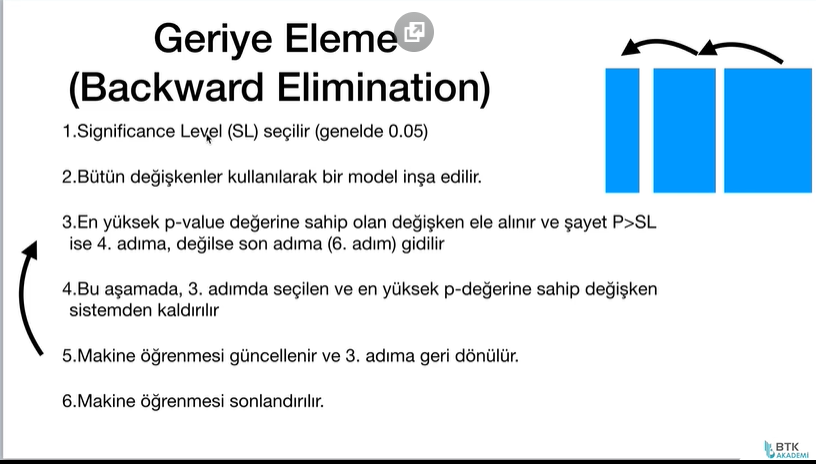 Geriye Eleme
(Backward Elimination)
1.Significance Level (SL) seçilir (genelde 0.05)
2.Bütün değişkenler kullanılarak bir model inşa edilir.
3.En yüksek p-value değerine sahip olan değişken ele alınır ve şayet P>SL
ise 4. adıma, değilse son adıma (6. adım) gidilir
4.Bu aşamada, 3. adımda seçilen ve en yüksek p-değerine sahip değişken
sistemden kaldırılır
5.Makine öğrenmesi güncellenir ve 3. adıma geri dönülür.
6.Makine öğrenmesi sonlandırılır.
BTK
AKADEMİ